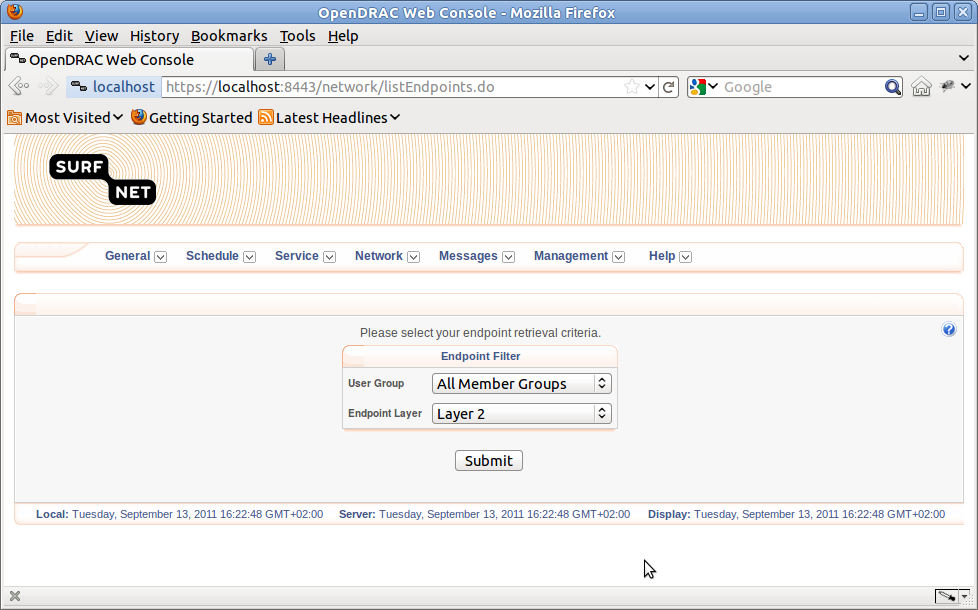 OpenDRAC Web Console - Mozilla Firefox
File Edit View History Bookmarks Tools Help
OpenDRAC Web Console
localhost https://localhost:8443/network/listEndpoints.do Google
Most Visited Getting Started Latest Headlines
SURF
NET
General Schedule Service Network Messages Management Help
Please select your endpoint retrieval criteria.
Endpoint Filter
User Group All Member Groups
Endpoint Layer Layer 2
Submit
Local: Tuesday, September 13, 2011 16:22:48 GMT+02:00 Server: Tuesday, September 13, 2011 16:22:48 GMT+02:00 Display: Tuesday, September 13, 2011 16:22:48 GMT+02:00